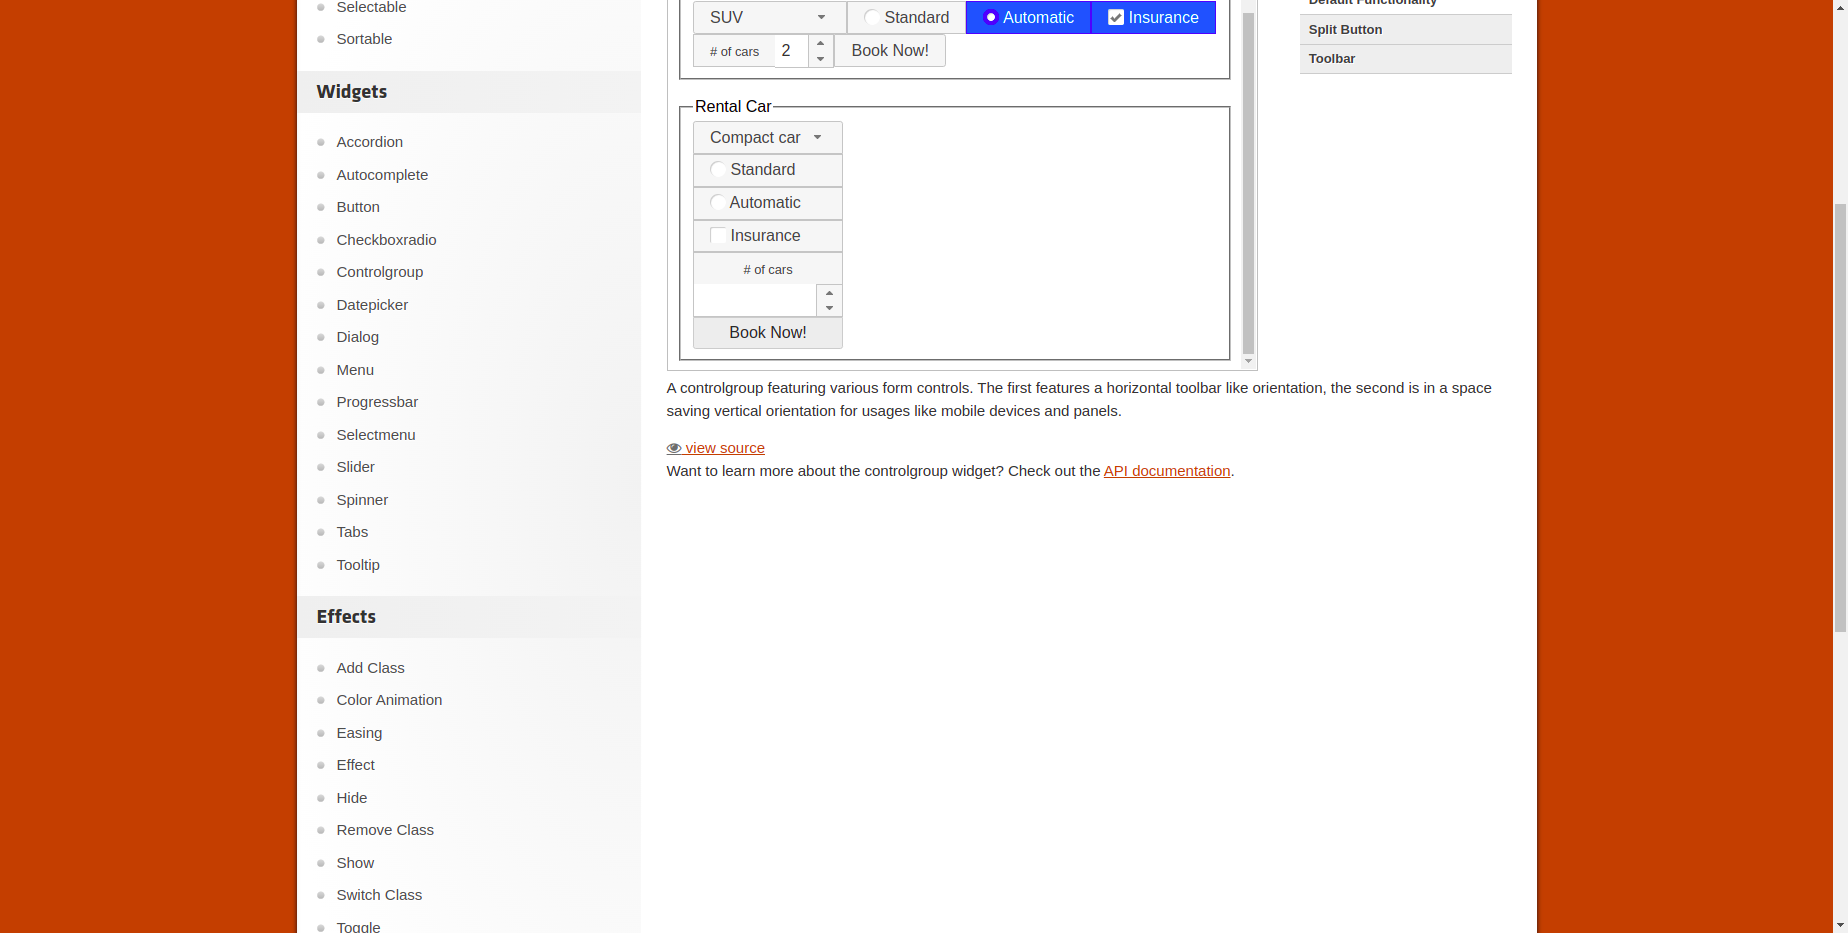 Selectable
Sortable
Widgets
Accordion
Autocomplete
Button
Checkboxradio
Controlgroup
Datepicker
Dialog
Menu
Progressbar
Selectmenu
Slider
Spinner
Tabs
Tooltip
Effects
Add Class
Color Animation
Easing
Effect
Hide
Remove Class
Show
Switch Class
Toggle
SUV Standard Automatic Insurance
# of cars 2 Book Now!
Rental Car
Compact car
Standard
Automatic
Insurance
# of cars
Book Now!
A controlgroup featuring various form controls. The first features a horizontal toolbar like orientation, the second is in a space
saving vertical orientation for usages like mobile devices and panels.
view source
Want to learn more about the controlgroup widget? Check out the API documentation.
Default Functionality
Split Button
Toolbar